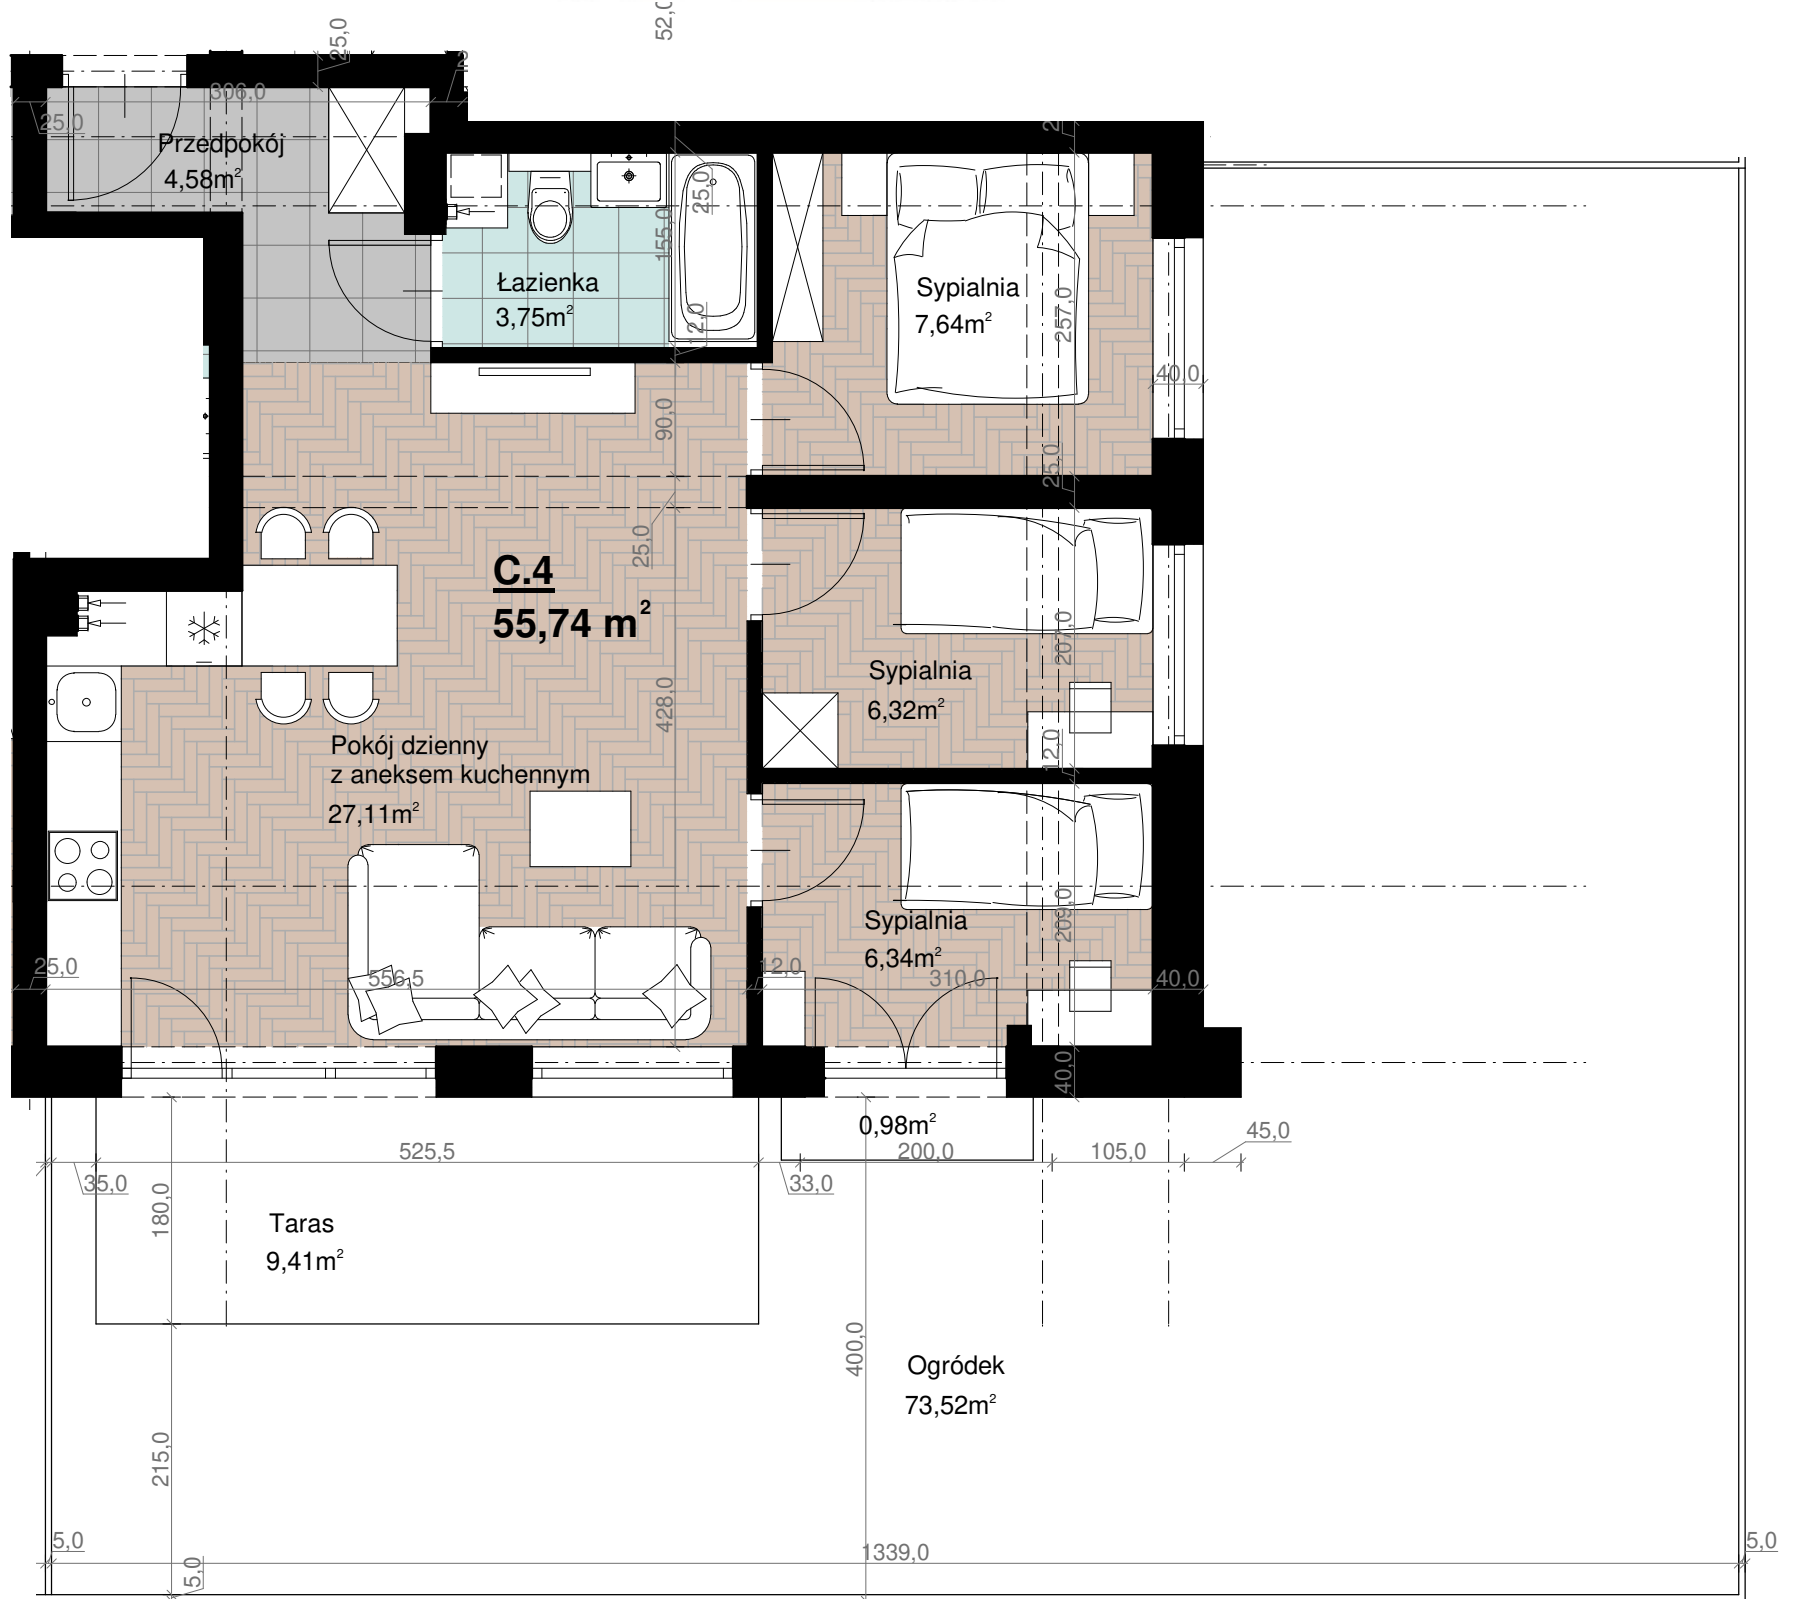 52,0
25,0
2
306,0
25,0
Przedpokój
4,58m²
2
25,0
155,0
Łazienka
3,75m²
12,0
Sypialnia
7,64m²
257,0
40,0
90,0
25,0
25,0
C.4
55,74 m²
207,0
Sypialnia
6,32m²
428,0
12,0
Pokój dzienny
z aneksem kuchennym
27,11m²
209,0
Sypialnia
6,34m²
25,0
556,5
12,0
310,0
40,0
40,0
0,98m²
525,5
200,0
105,0
45,0
35,0
33,0
180,0
Taras
9,41m²
400,0
Ogródek
73,52m²
215,0
5,0
1339,0
5,0
5,0